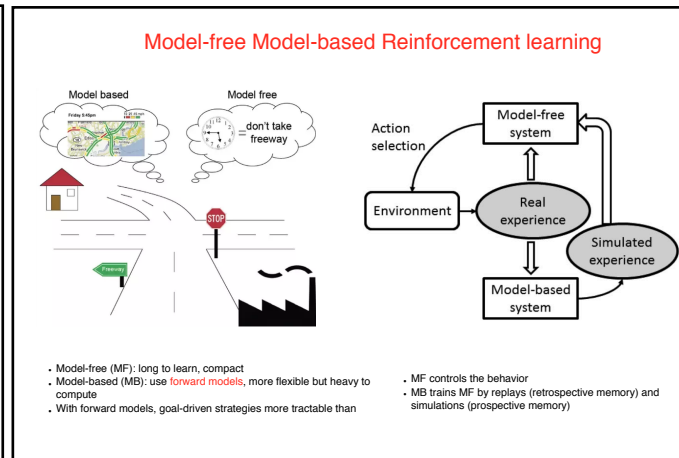 Model-free Model-based Reinforcement learning
Model based
Model free
Friday 5:45pm
=don't take
freeway
STOP
Freeway
Action
selection
Model-free
system
Environment
Real
experience
Simulated
experience
Model-based
system
• Model-free (MF): long to learn, compact
• Model-based (MB): use forward models, more flexible but heavy to
compute
• With forward models, goal-driven strategies more tractable than
• MF controls the behavior
• MB trains MF by replays (retrospective memory) and
simulations (prospective memory)